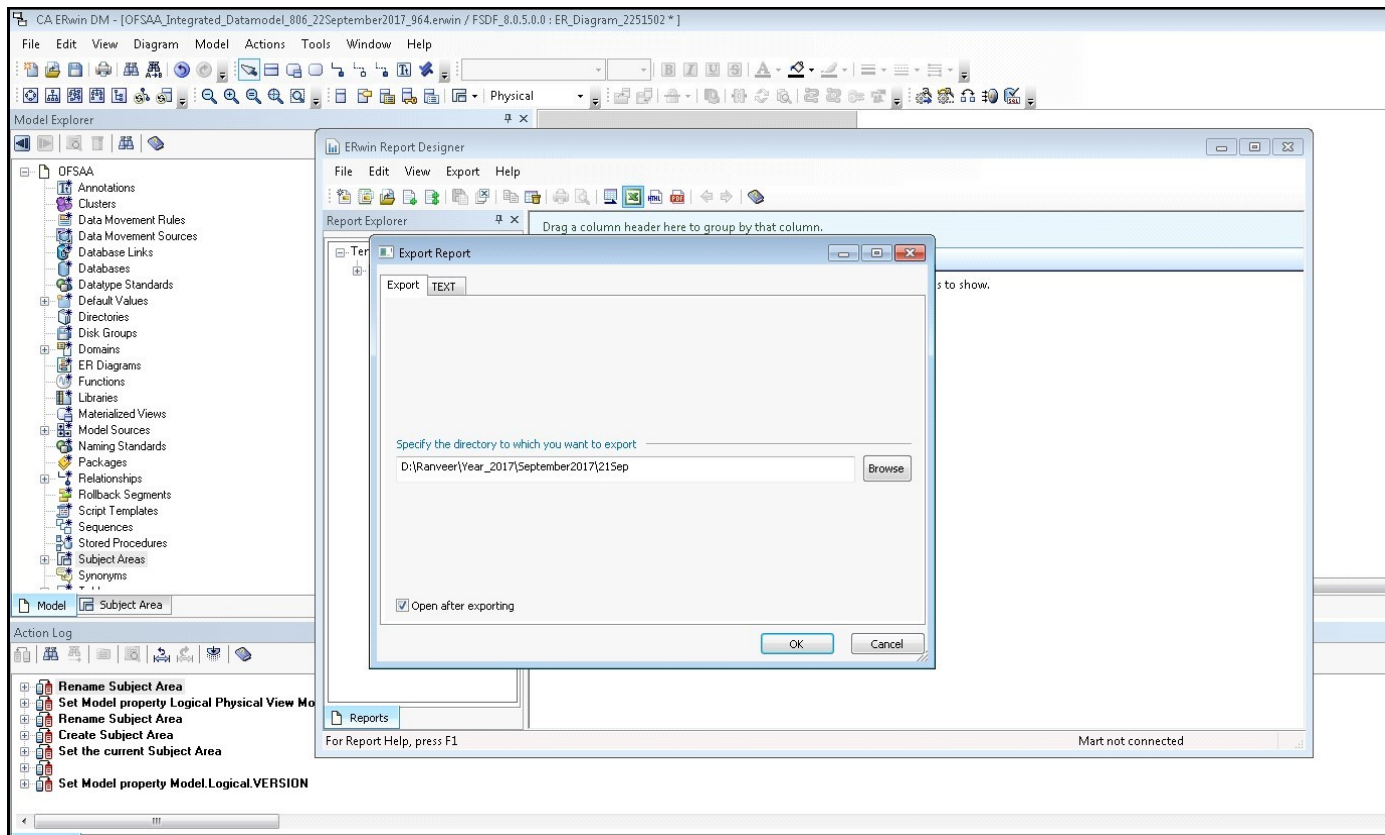 CA ERwin DM - [OFSAA_Integrated_Datamodel_806_22September2017_964.erwin / FSDF_8.0.5.0.0 : ER_Diagram_2251502 * ]
File Edit View Diagram Model Actions Tools Window Help
Physical
Model Explorer
OFSAA
Annotations
Clusters
Data Movement Rules
Data Movement Sources
Database Links
Databases
Datatype Standards
Default Values
Directories
Disk Groups
Domains
ER Diagrams
Functions
Libraries
Materialized Views
Model Sources
Naming Standards
Packages
Relationships
Rollback Segments
Script Templates
Sequences
Stored Procedures
Subject Areas
Synonyms
Model Subject Area
Action Log
Rename Subject Area
Set Model property Logical Physical View Mo
Rename Subject Area
Create Subject Area
Set the current Subject Area
Set Model property Model.Logical.VERSION
ERwin Report Designer
File Edit View Export Help
Report Explorer
Drag a column header here to group by that column.
Ter
s to show.
Export Report
Export TEXT
Specify the directory to which you want to export
D:\Ranveer\Year_2017\September2017\21Sep
Browse
Open after exporting
OK Cancel
Reports
For Report Help, press F1
Mart not connected